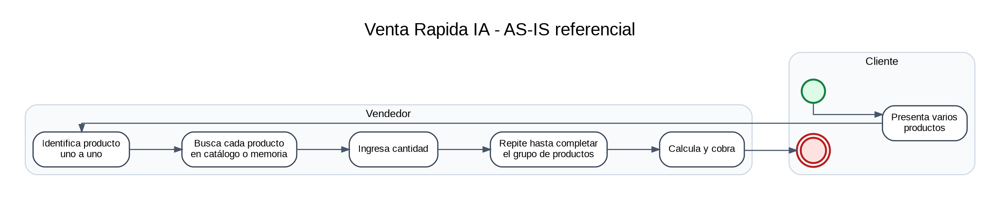 Venta Rapida IA - AS-IS referencial
Cliente
Vendedor
Presenta varios
productos
Identifica producto
uno a uno
Busca cada producto
en catálogo o memoria
Ingresa cantidad
Repite hasta completar
el grupo de productos
Calcula y cobra